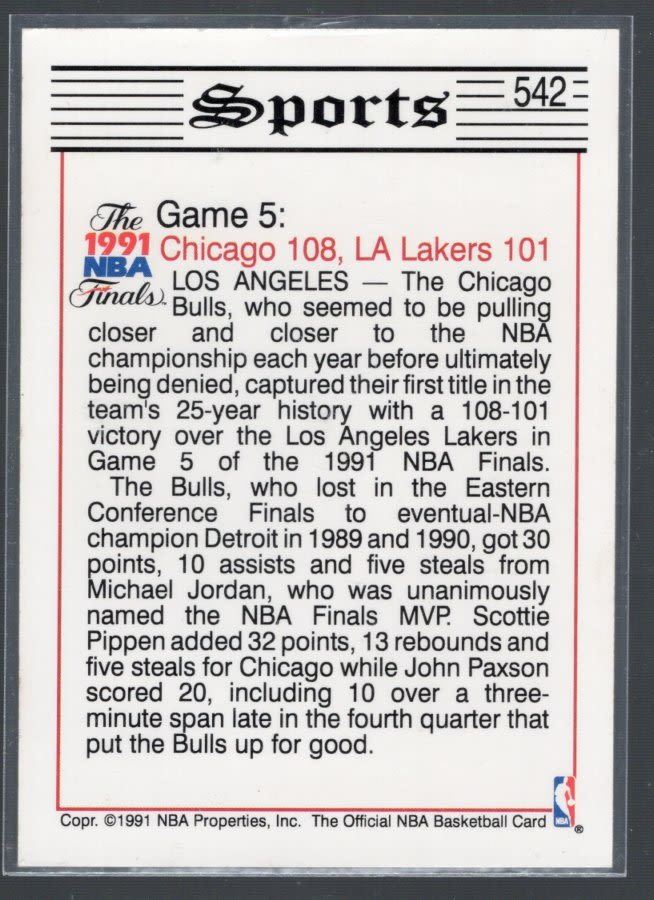 Sports
542
The 1991 NBA Finals™
Game 5:
Chicago 108, LA Lakers 101
LOS ANGELES — The Chicago
Bulls, who seemed to be pulling
closer and closer to the NBA
championship each year before ultimately
being denied, captured their first title in the
team's 25-year history with a 108-101
victory over the Los Angeles Lakers in
Game 5 of the 1991 NBA Finals.
The Bulls, who lost in the Eastern
Conference Finals to eventual-NBA
champion Detroit in 1989 and 1990, got 30
points, 10 assists and five steals from
Michael Jordan, who was unanimously
named the NBA Finals MVP. Scottie
Pippen added 32 points, 13 rebounds and
five steals for Chicago while John Paxson
scored 20, including 10 over a three-
minute span late in the fourth quarter that
put the Bulls up for good.
Copr. ©1991 NBA Properties, Inc. The Official NBA Basketball Card
NBA
®